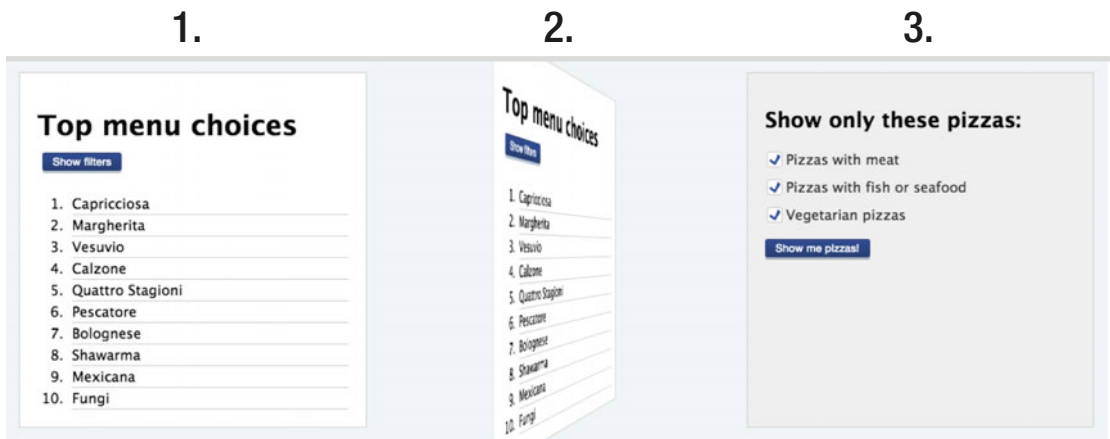 1.
2.
3.
Top menu choices
Show filters
1. Capricciosa
2. Margherita
3. Vesuvio
4. Calzone
5. Quattro Stagioni
6. Pescatore
7. Bolognese
8. Shawarma
9. Mexicana
10. Fungi
Top menu choices
Show filters
1. Capricciosa
2. Margherita
3. Vesuvio
4. Calzone
5. Quattro Stagioni
6. Pescatore
7. Bolognese
8. Shawarma
9. Mexicana
10. Fungi
Show only these pizzas:
Pizzas with meat
Pizzas with fish or seafood
Vegetarian pizzas
Show me pizzas!